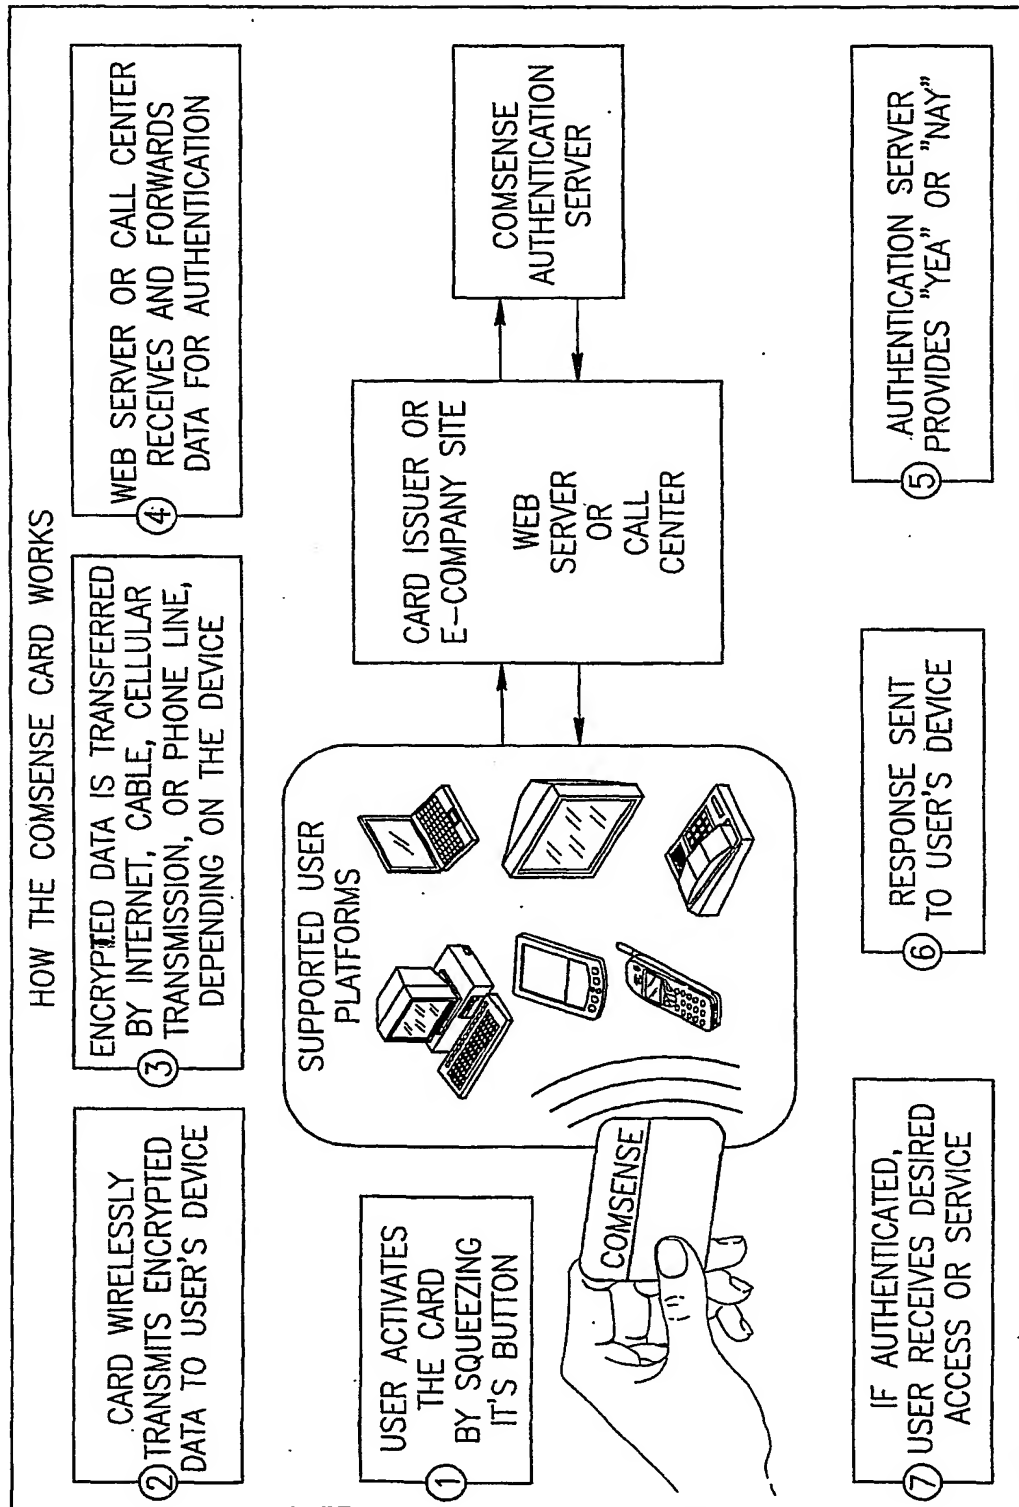 HOW THE COMSENSE CARD WORKS
② CARD WIRELESSLY
TRANSMITS ENCRYPTED
DATA TO USER'S DEVICE
③ ENCRYPTED DATA IS TRANSFERRED
BY INTERNET, CABLE, CELLULAR
TRANSMISSION, OR PHONE LINE,
DEPENDING ON THE DEVICE
④ WEB SERVER OR CALL CENTER
RECEIVES AND FORWARDS
DATA FOR AUTHENTICATION
① USER ACTIVATES
THE CARD
BY SQUEEZING
IT'S BUTTON
COMSENSE
SUPPORTED USER
PLATFORMS
CARD ISSUER OR
E-COMPANY SITE
WEB
SERVER
OR
CALL
CENTER
COMSENSE
AUTHENTICATION
SERVER
⑦ IF AUTHENTICATED,
USER RECEIVES DESIRED
ACCESS OR SERVICE
⑥ RESPONSE SENT
TO USER'S DEVICE
⑤ AUTHENTICATION SERVER
PROVIDES "YEA" OR "NAY"